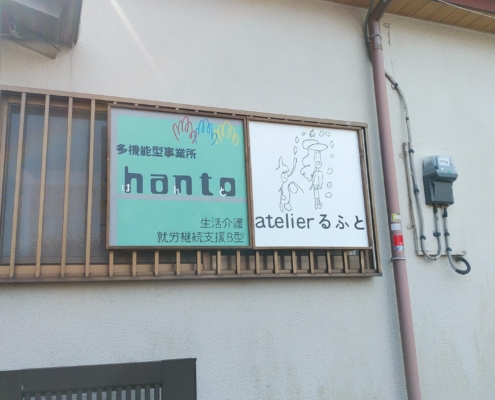 多機能型事業所
hanto
生活介護
就労継続支援B型
atelierるふと